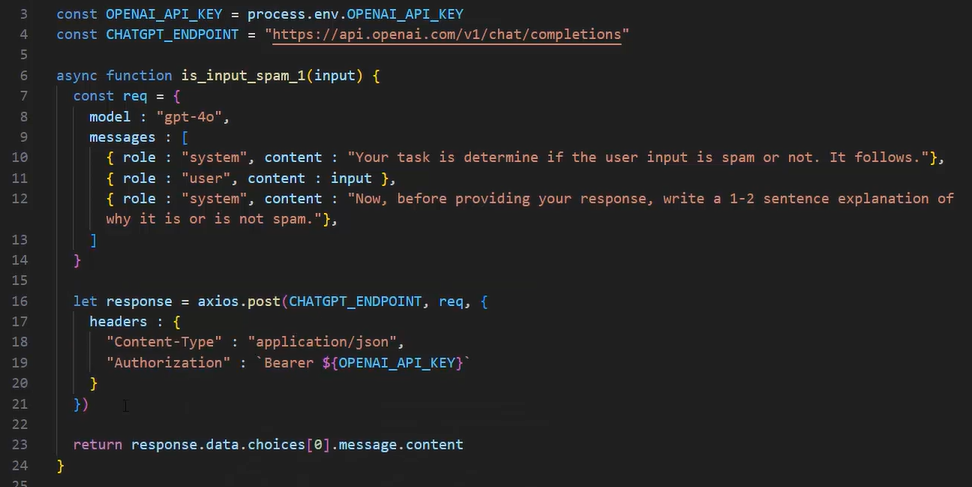 3 const OPENAI_API_KEY = process.env.OPENAI_API_KEY
4 const CHATGPT_ENDPOINT = "https://api.openai.com/v1/chat/completions"
5
6 async function is_input_spam_1(input) {
7 const req = {
8 model : "gpt-4o",
9 messages : [
10 { role : "system", content : "Your task is determine if the user input is spam or not. It follows."},
11 { role : "user", content : input },
12 { role : "system", content : "Now, before providing your response, write a 1-2 sentence explanation of
why it is or is not spam."},
13 ]
14 }
15
16 let response = axios.post(CHATGPT_ENDPOINT, req, {
17 headers : {
18 "Content-Type" : "application/json",
19 "Authorization" : `Bearer ${OPENAI_API_KEY}`
20 }
21 })
22
23 return response.data.choices[0].message.content
24 }
25